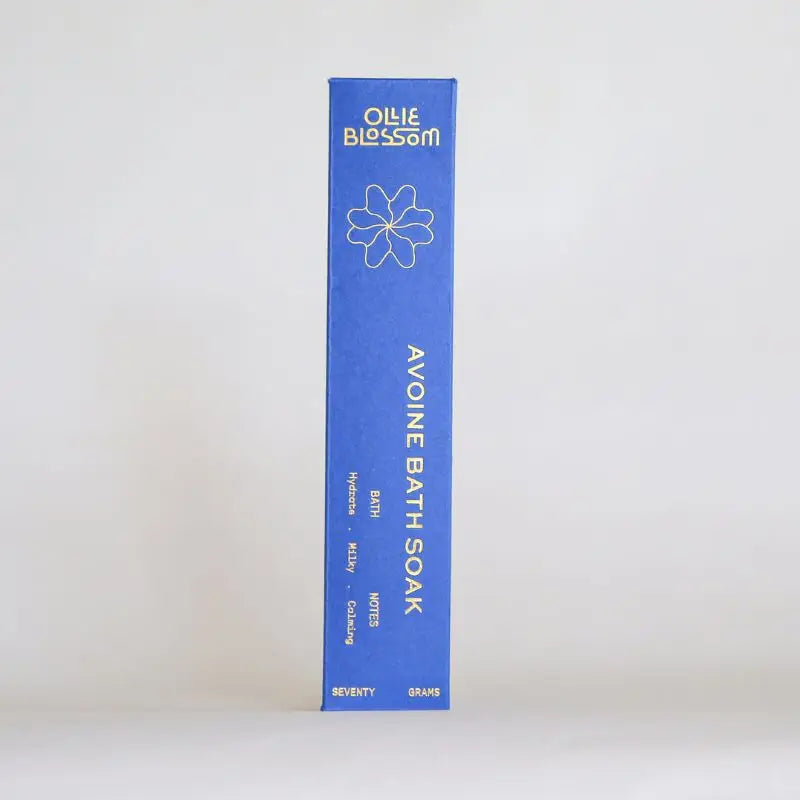 OLLIE
BLOSSOM
AVOINE BATH SOAK
BATH NOTES
Hydrate . Milky . Calming
SEVENTY GRAMS